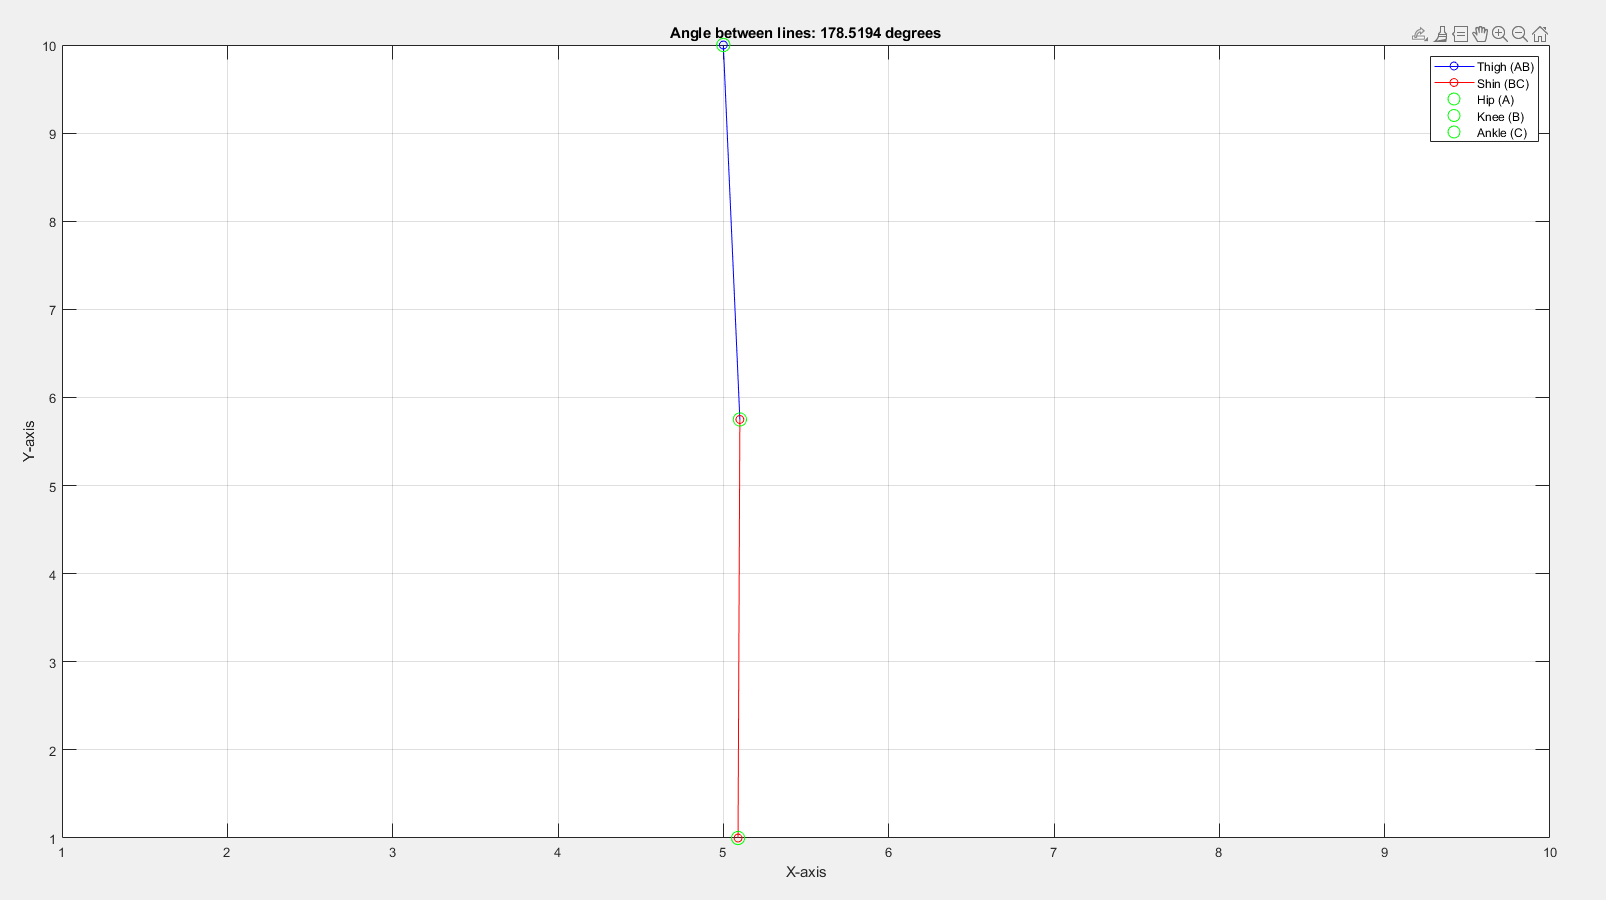 Angle between lines: 178.5194 degrees
Thigh (AB)
Shin (BC)
Hip (A)
Knee (B)
Ankle (C)
10
9
8
7
6
5
4
3
2
1
Y-axis
1 2 3 4 5 6 7 8 9 10
X-axis